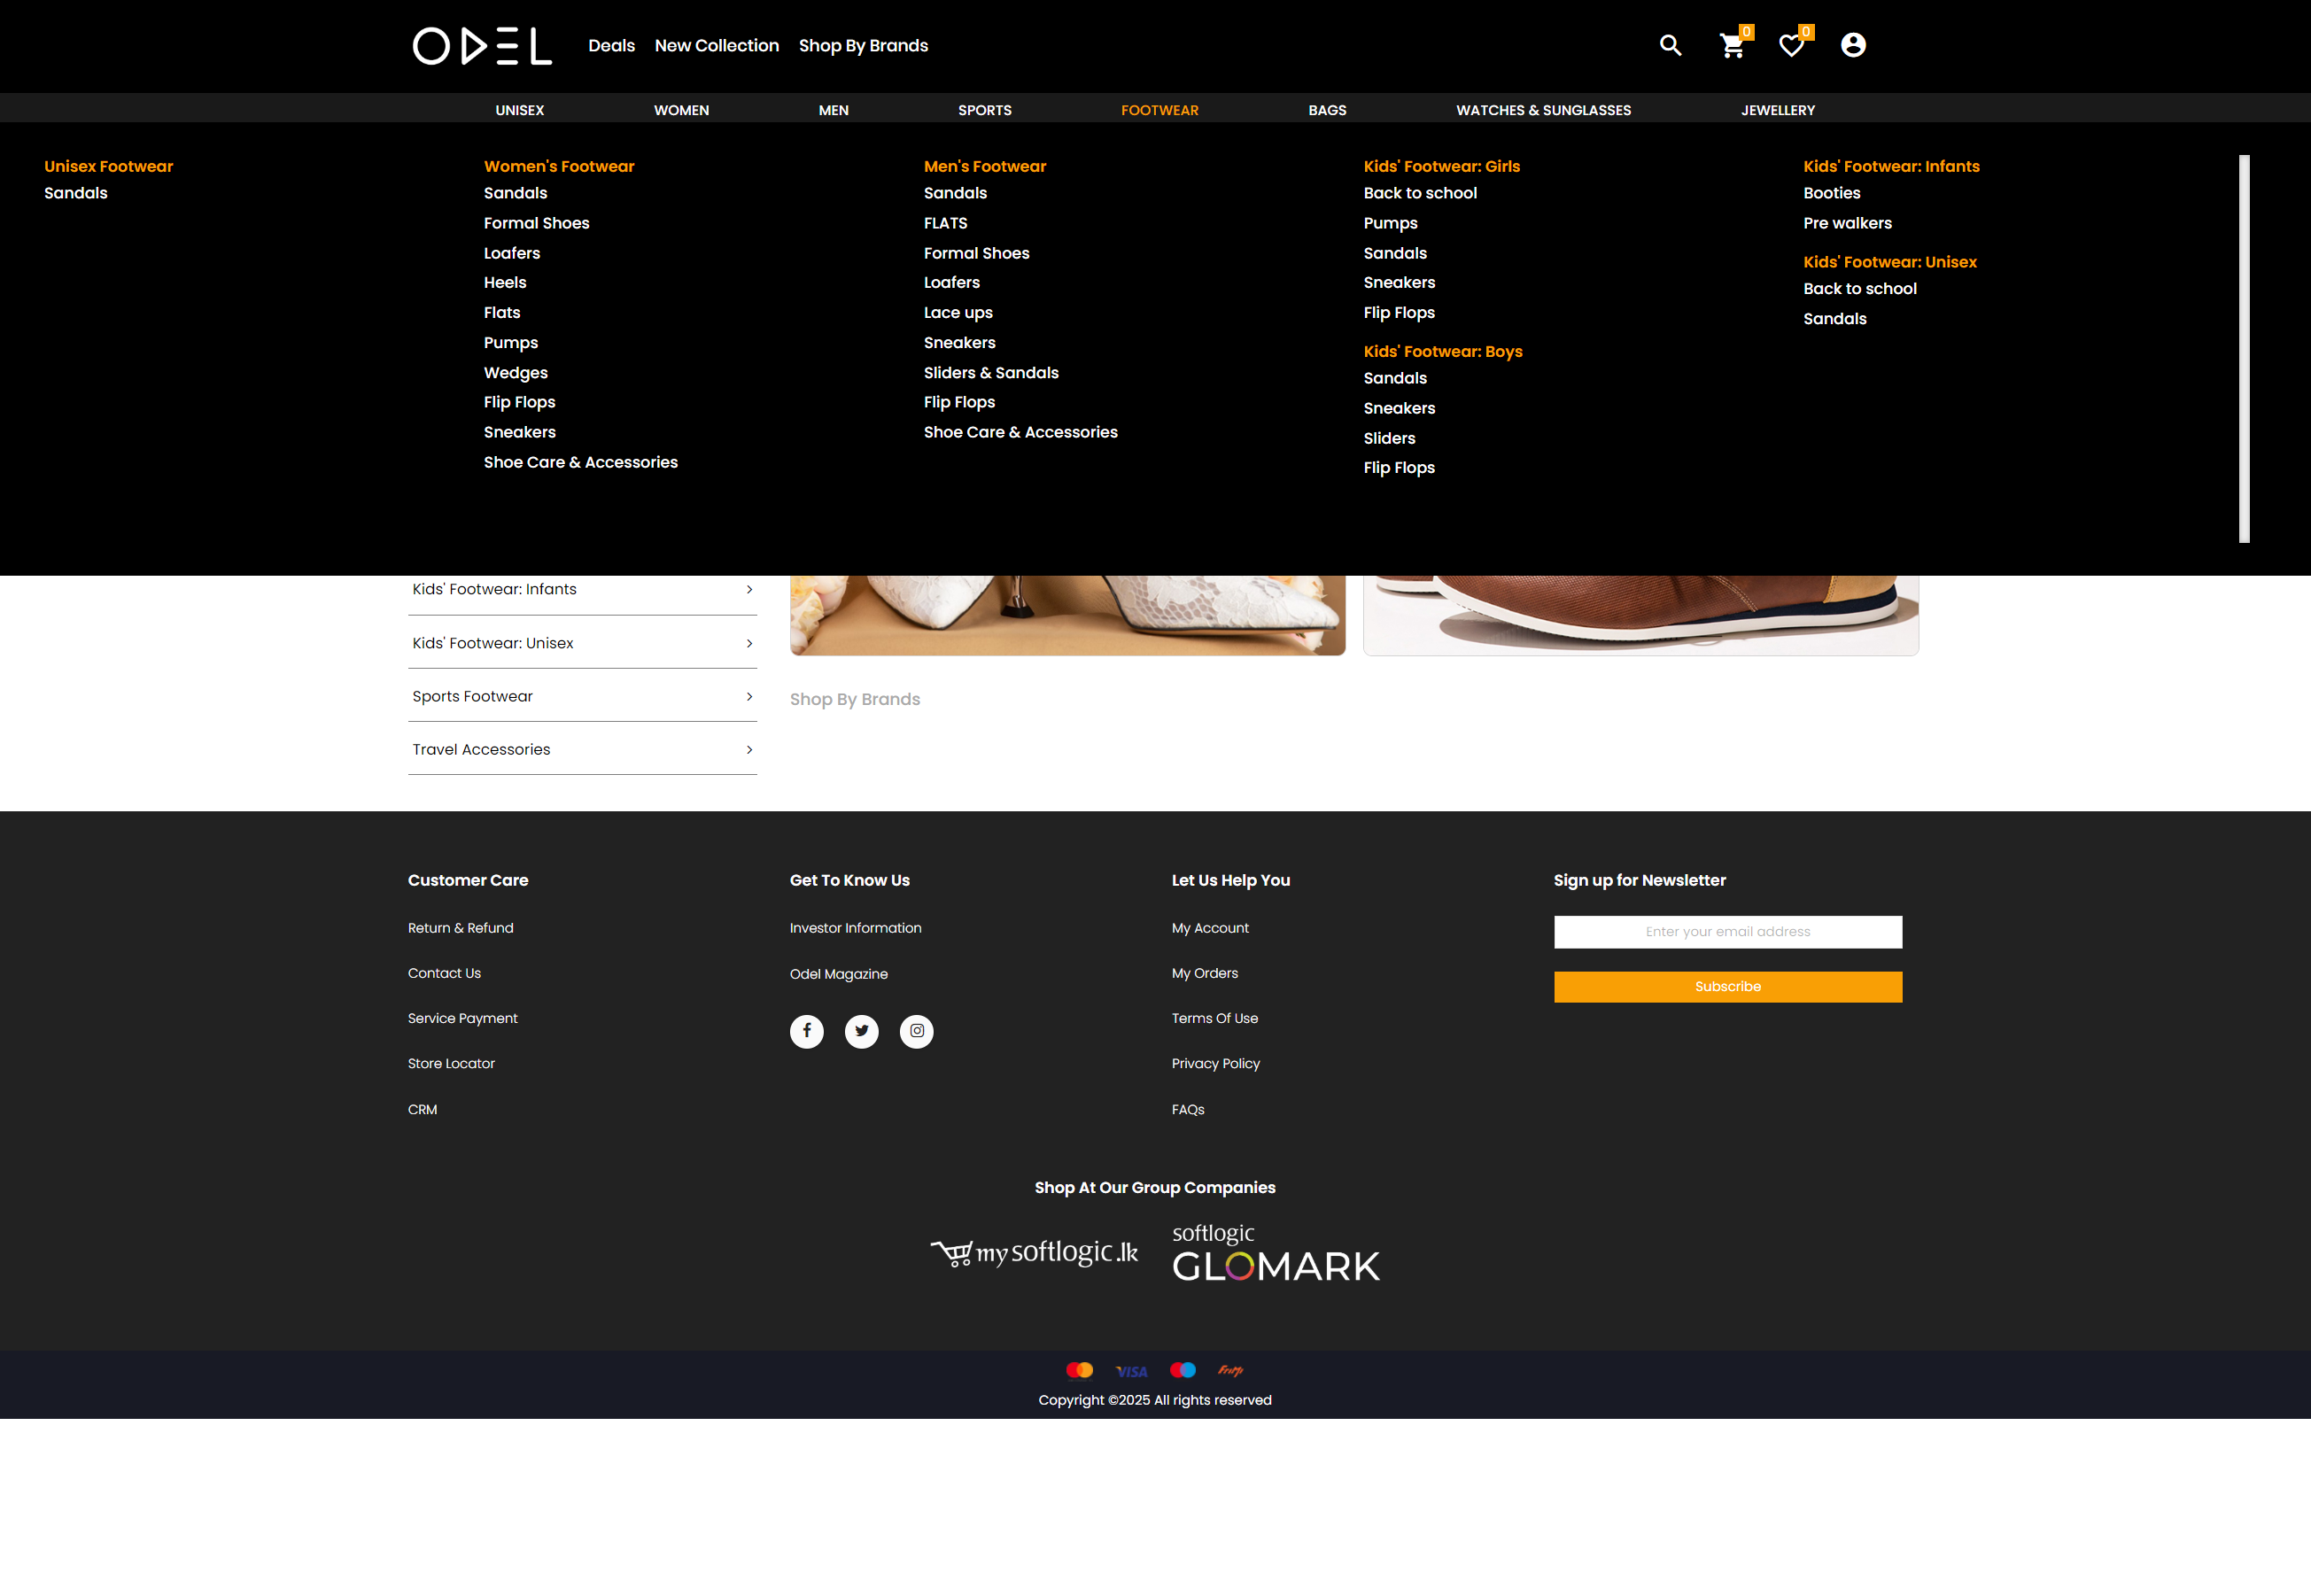 ODEL
Deals
New Collection
Shop By Brands
0
0
UNISEX
WOMEN
MEN
SPORTS
FOOTWEAR
BAGS
WATCHES & SUNGLASSES
JEWELLERY
Unisex Footwear
Sandals
Women's Footwear
Sandals
Formal Shoes
Loafers
Heels
Flats
Pumps
Wedges
Flip Flops
Sneakers
Shoe Care & Accessories
Men's Footwear
Sandals
FLATS
Formal Shoes
Loafers
Lace ups
Sneakers
Sliders & Sandals
Flip Flops
Shoe Care & Accessories
Kids' Footwear: Girls
Back to school
Pumps
Sandals
Sneakers
Flip Flops
Kids' Footwear: Boys
Sandals
Sneakers
Sliders
Flip Flops
Kids' Footwear: Infants
Booties
Pre walkers
Kids' Footwear: Unisex
Back to school
Sandals
Kids' Footwear: Infants
Kids' Footwear: Unisex
Sports Footwear
Travel Accessories
Shop By Brands
Customer Care
Return & Refund
Contact Us
Service Payment
Store Locator
CRM
Get To Know Us
Investor Information
Odel Magazine
Let Us Help You
My Account
My Orders
Terms Of Use
Privacy Policy
FAQs
Sign up for Newsletter
Enter your email address
Subscribe
Shop At Our Group Companies
mysoftlogic.lk
softlogic
GLOMARK
VISA
FriMi
Copyright ©2025 All rights reserved